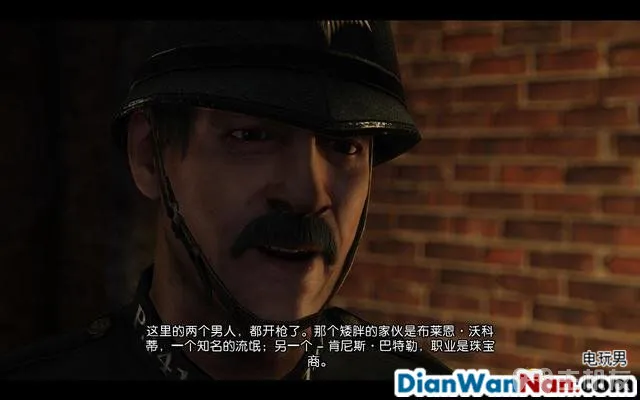 这里的两个男人，都开枪了。那个矮胖的家伙是布莱恩·沃科
蒂，一个知名的流氓；另一个 - 肯尼斯·巴特勒，职业是珠宝
商。
电玩男
DianWanNan.com